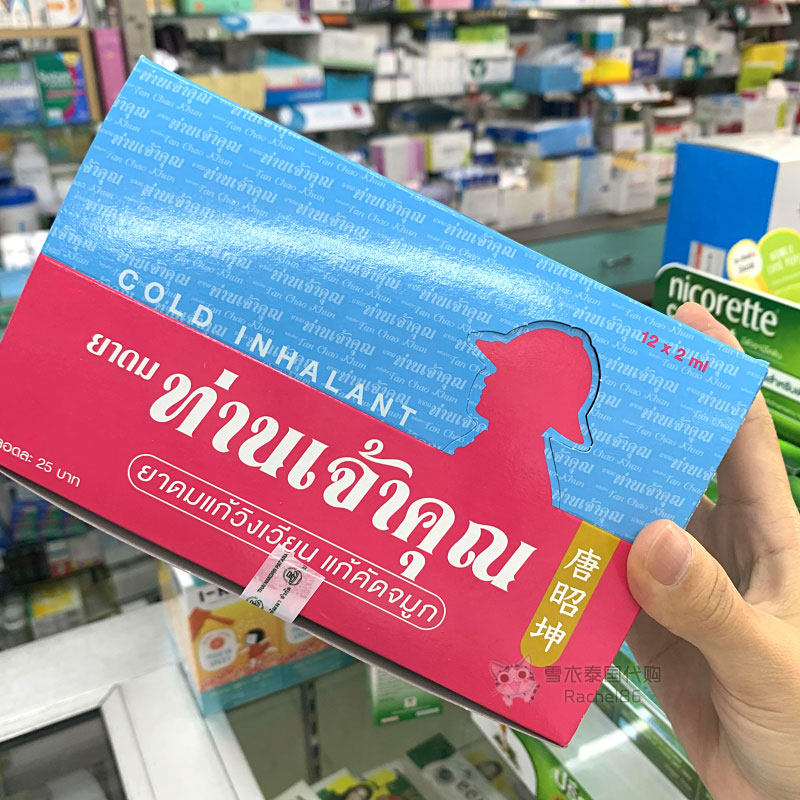 COLD INHALANT
12 x 2 ml
ยาดม
ท่านเจ้าคุณ
ยาดมแก้วิงเวียน แก้คัดจมูก
25 บาท
唐昭坤
ท่านเจ้าคุณ Tan Chao Khun
nicorette
雪衣泰国代购
Rachel86